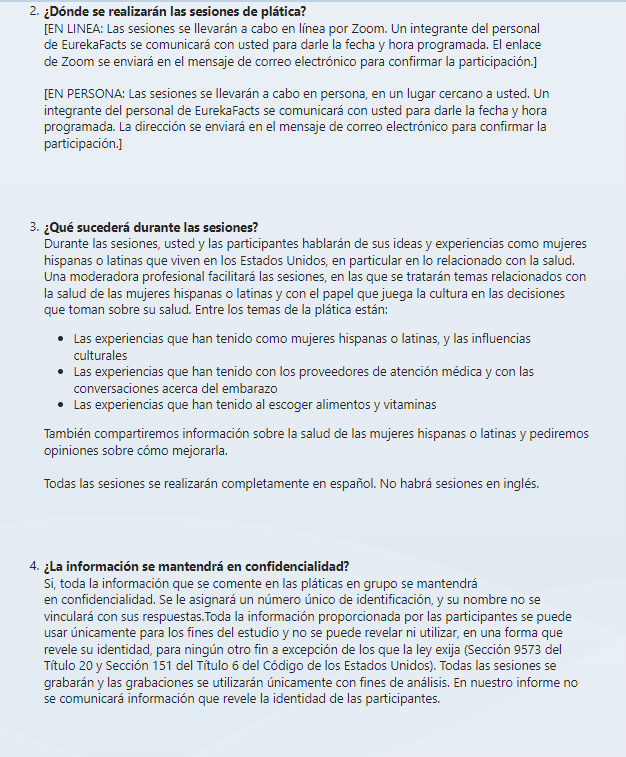 2. ¿Dónde se realizarán las sesiones de plática?
[EN LINEA: Las sesiones se llevarán a cabo en línea por Zoom. Un integrante del personal
de EurekaFacts se comunicará con usted para darle la fecha y hora programada. El enlace
de Zoom se enviará en el mensaje de correo electrónico para confirmar la participación.]
[EN PERSONA: Las sesiones se llevarán a cabo en persona, en un lugar cercano a usted. Un
integrante del personal de EurekaFacts se comunicará con usted para darle la fecha y hora
programada. La dirección se enviará en el mensaje de correo electrónico para confirmar la
participación.]
3. ¿Qué sucederá durante las sesiones?
Durante las sesiones, usted y las participantes hablarán de sus ideas y experiencias como mujeres
hispanas o latinas que viven en los Estados Unidos, en particular en lo relacionado con la salud.
Una moderadora profesional facilitará las sesiones, en las que se tratarán temas relacionados con
la salud de las mujeres hispanas o latinas y con el papel que juega la cultura en las decisiones
que toman sobre su salud. Entre los temas de la plática están:
• Las experiencias que han tenido como mujeres hispanas o latinas, y las influencias
culturales
• Las experiencias que han tenido con los proveedores de atención médica y con las
conversaciones acerca del embarazo
• Las experiencias que han tenido al escoger alimentos y vitaminas
También compartiremos información sobre la salud de las mujeres hispanas o latinas y pediremos
opiniones sobre cómo mejorarla.
Todas las sesiones se realizarán completamente en español. No habrá sesiones en inglés.
4. ¿La información se mantendrá en confidencialidad?
Si, toda la información que se comente en las pláticas en grupo se mantendrá
en confidencialidad. Se le asignará un número único de identificación, y su nombre no se
vinculará con sus respuestas.Toda la información proporcionada por las participantes se puede
usar únicamente para los fines del estudio y no se puede revelar ni utilizar, en una forma que
revele su identidad, para ningún otro fin a excepción de los que la ley exija (Sección 9573 del
Título 20 y Sección 151 del Título 6 del Código de los Estados Unidos). Todas las sesiones se
grabarán y las grabaciones se utilizarán únicamente con fines de análisis. En nuestro informe no
se comunicará información que revele la identidad de las participantes.